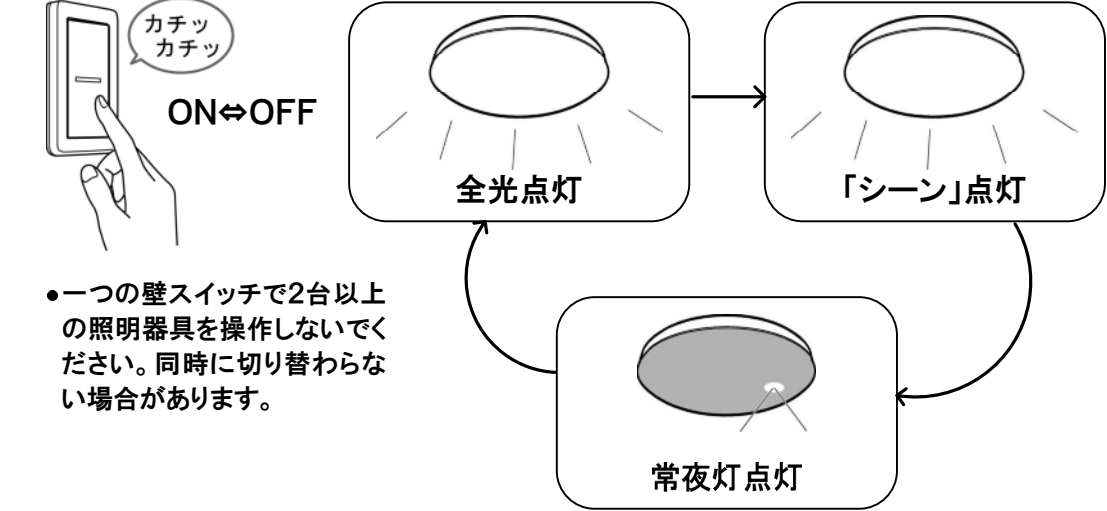 カチッ
カチッ
ON⇔OFF
全光点灯
「シーン」点灯
常夜灯点灯
●一つの壁スイッチで2台以上
の照明器具を操作しないでく
ださい。同時に切り替わらな
い場合があります。